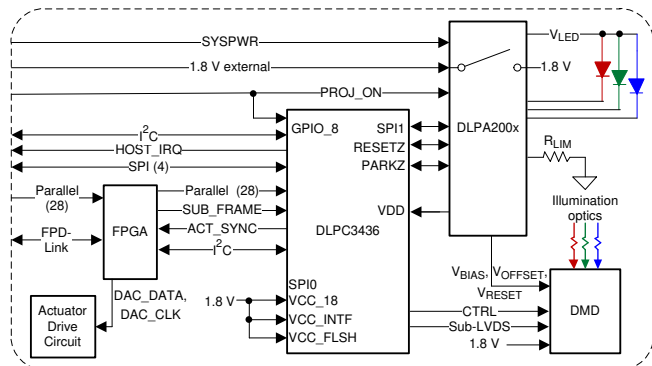 SYSPWR
V_LED
1.8 V external
1.8 V
PROJ_ON
DLPA200x
GPIO_8
SPI1
I²C
HOST_IRQ
RESETZ
SPI (4)
PARKZ
R_LIM
Parallel
(28)
Parallel (28)
SUB_FRAME
ACT_SYNC
I²C
FPGA
FPD-
Link
DLPC3436
VDD
Illumination
optics
DAC_DATA,
DAC_CLK
Actuator
Drive
Circuit
SPI0
1.8 V
VCC_18
VCC_INTF
VCC_FLSH
V_BIAS, V_OFFSET,
V_RESET
CTRL
Sub-LVDS
1.8 V
DMD